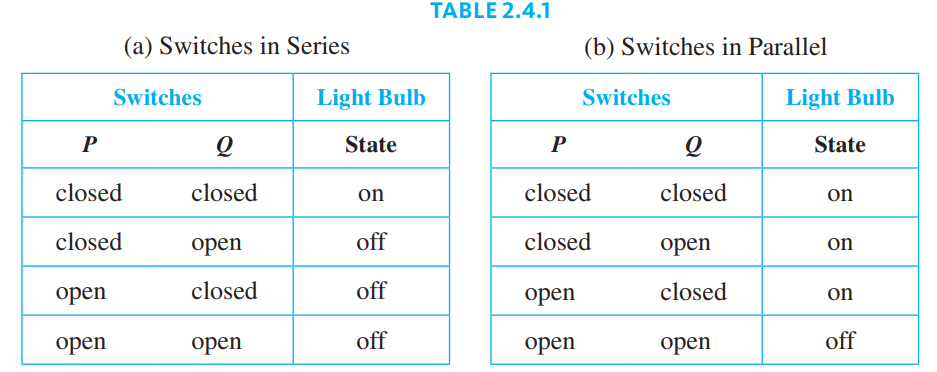 TABLE 2.4.1
(a) Switches in Series
Switches Light Bulb
P Q State
closed closed on
closed open off
open closed off
open open off
(b) Switches in Parallel
Switches Light Bulb
P Q State
closed closed on
closed open on
open closed on
open open off